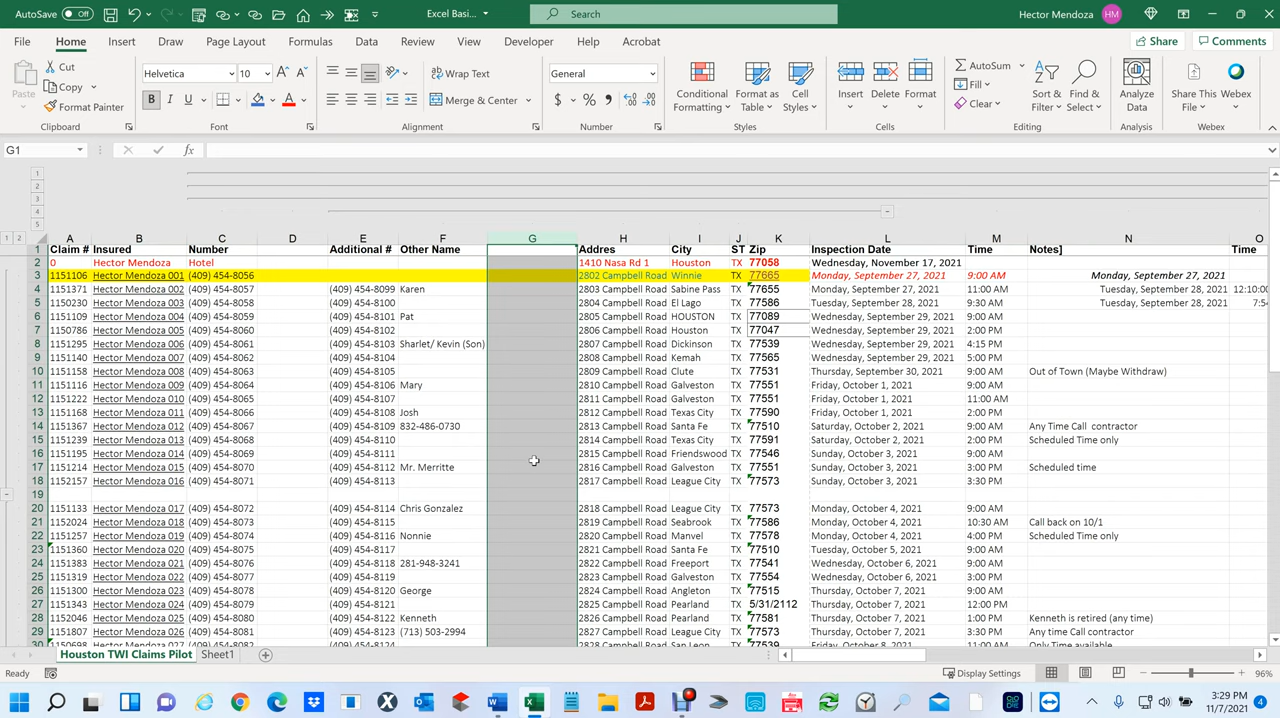 AutoSave Off Excel Basi... Search Hector Mendoza HM
File Home Insert Draw Page Layout Formulas Data Review View Developer Help Acrobat Share Comments
Paste Cut Copy Format Painter Clipboard
Helvetica 10 B I U A Font
Wrap Text Merge & Center Alignment
General $ % Number
Conditional Formatting Format as Table Cell Styles Styles
Insert Delete Format Cells
AutoSum Fill Clear Sort & Filter Find & Select Editing
Analyze Data Analysis
Share This File Webex Webex
G1 fx
1
2
3
4
5
1 2 A B C D E F G H I J K L M N O
1 Claim # Insured Number Additional # Other Name Addres City ST Zip Inspection Date Time Notes] Time
2 0 Hector Mendoza Hotel 1410 Nasa Rd 1 Houston TX 77058 Wednesday, November 17, 2021
3 1151106 Hector Mendoza 001 (409) 454-8056 2802 Campbell Road Winnie TX 77665 Monday, September 27, 2021 9:00 AM Monday, September 27, 2021
4 1151371 Hector Mendoza 002 (409) 454-8057 (409) 454-8099 Karen 2803 Campbell Road Sabine Pass TX 77655 Monday, September 27, 2021 11:00 AM Tuesday, September 28, 2021 12:10:00
5 1150230 Hector Mendoza 003 (409) 454-8058 (409) 454-8100 2804 Campbell Road El Lago TX 77586 Tuesday, September 28, 2021 9:30 AM Tuesday, September 28, 2021 7:54
6 1151109 Hector Mendoza 004 (409) 454-8059 (409) 454-8101 Pat 2805 Campbell Road HOUSTON TX 77089 Wednesday, September 29, 2021 9:00 AM
7 1150786 Hector Mendoza 005 (409) 454-8060 (409) 454-8102 2806 Campbell Road Houston TX 77047 Wednesday, September 29, 2021 2:00 PM
8 1151295 Hector Mendoza 006 (409) 454-8061 (409) 454-8103 Sharlet/ Kevin (Son) 2807 Campbell Road Dickinson TX 77539 Wednesday, September 29, 2021 4:15 PM
9 1151140 Hector Mendoza 007 (409) 454-8062 (409) 454-8104 2808 Campbell Road Kemah TX 77565 Wednesday, September 29, 2021 5:00 PM
10 1151158 Hector Mendoza 008 (409) 454-8063 (409) 454-8105 2809 Campbell Road Clute TX 77531 Thursday, September 30, 2021 9:00 AM Out of Town (Maybe Withdraw)
11 1151116 Hector Mendoza 009 (409) 454-8064 (409) 454-8106 Mary 2810 Campbell Road Galveston TX 77551 Friday, October 1, 2021 9:00 AM
12 1151222 Hector Mendoza 010 (409) 454-8065 (409) 454-8107 2811 Campbell Road Galveston TX 77551 Friday, October 1, 2021 11:00 AM
13 1151168 Hector Mendoza 011 (409) 454-8066 (409) 454-8108 Josh 2812 Campbell Road Texas City TX 77590 Friday, October 1, 2021 2:00 PM
14 1151367 Hector Mendoza 012 (409) 454-8067 (409) 454-8109 832-486-0730 2813 Campbell Road Santa Fe TX 77510 Saturday, October 2, 2021 9:00 AM Any Time Call contractor
15 1151239 Hector Mendoza 013 (409) 454-8068 (409) 454-8110 2814 Campbell Road Texas City TX 77591 Saturday, October 2, 2021 2:00 PM Scheduled Time only
16 1151195 Hector Mendoza 014 (409) 454-8069 (409) 454-8111 2815 Campbell Road Friendswood TX 77546 Sunday, October 3, 2021 9:00 AM
17 1151214 Hector Mendoza 015 (409) 454-8070 (409) 454-8112 Mr. Merritte 2816 Campbell Road Galveston TX 77551 Sunday, October 3, 2021 9:00 AM Scheduled time
18 1152157 Hector Mendoza 016 (409) 454-8071 (409) 454-8113 2817 Campbell Road League City TX 77573 Sunday, October 3, 2021 3:30 PM
19
20 1151133 Hector Mendoza 017 (409) 454-8072 (409) 454-8114 Chris Gonzalez 2818 Campbell Road League City TX 77573 Monday, October 4, 2021 9:00 AM
21 1152024 Hector Mendoza 018 (409) 454-8073 (409) 454-8115 2819 Campbell Road Seabrook TX 77586 Monday, October 4, 2021 10:30 AM Call back on 10/1
22 1151257 Hector Mendoza 019 (409) 454-8074 (409) 454-8116 Nonnie 2820 Campbell Road Manvel TX 77578 Monday, October 4, 2021 4:00 PM Scheduled Time only
23 1151360 Hector Mendoza 020 (409) 454-8075 (409) 454-8117 2821 Campbell Road Santa Fe TX 77510 Tuesday, October 5, 2021 9:00 AM
24 1151383 Hector Mendoza 021 (409) 454-8076 (409) 454-8118 281-948-3241 2822 Campbell Road Freeport TX 77541 Wednesday, October 6, 2021 9:00 AM
25 1151319 Hector Mendoza 022 (409) 454-8077 (409) 454-8119 2823 Campbell Road Galveston TX 77554 Wednesday, October 6, 2021 3:00 PM
26 1151300 Hector Mendoza 023 (409) 454-8078 (409) 454-8120 George 2824 Campbell Road Angleton TX 77515 Thursday, October 7, 2021 9:00 AM
27 1151343 Hector Mendoza 024 (409) 454-8079 (409) 454-8121 2825 Campbell Road Pearland TX 5/31/2112 Thursday, October 7, 2021 12:00 PM
28 1152046 Hector Mendoza 025 (409) 454-8080 (409) 454-8122 Kenneth 2826 Campbell Road Pearland TX 77581 Thursday, October 7, 2021 1:00 PM Kenneth is retired (any time)
29 1151807 Hector Mendoza 026 (409) 454-8081 (409) 454-8123 (713) 503-2994 2827 Campbell Road League City TX 77573 Thursday, October 7, 2021 3:30 PM Any time Call contractor
Houston TWI Claims Pilot Sheet1
Ready Display Settings 96%
3:29 PM
11/7/2021